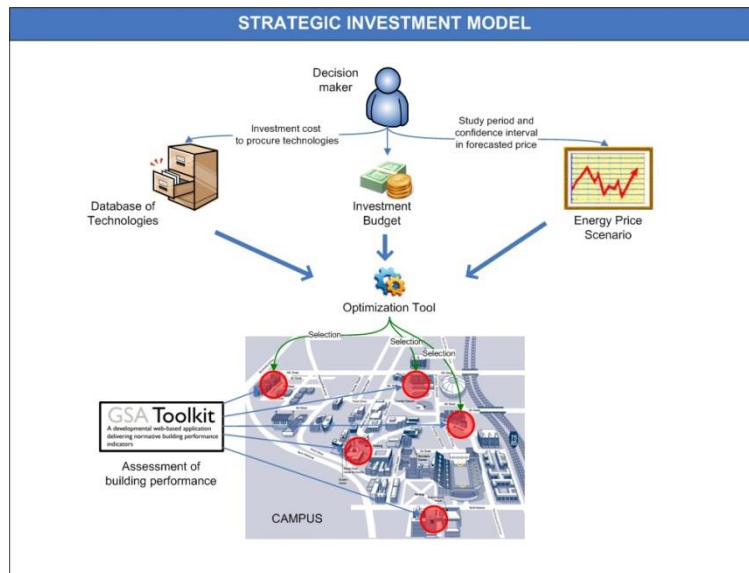 STRATEGIC INVESTMENT MODEL
Decision
maker
Investment cost
to procure technologies
Study period and
confidence interval
in forecasted price
Database of
Technologies
Investment
Budget
Energy Price
Scenario
Optimization Tool
Selection
Selection
Selection
GSA Toolkit
A developmental web-based application
delivering normative building performance
indicators
Assessment of
building performance
CAMPUS